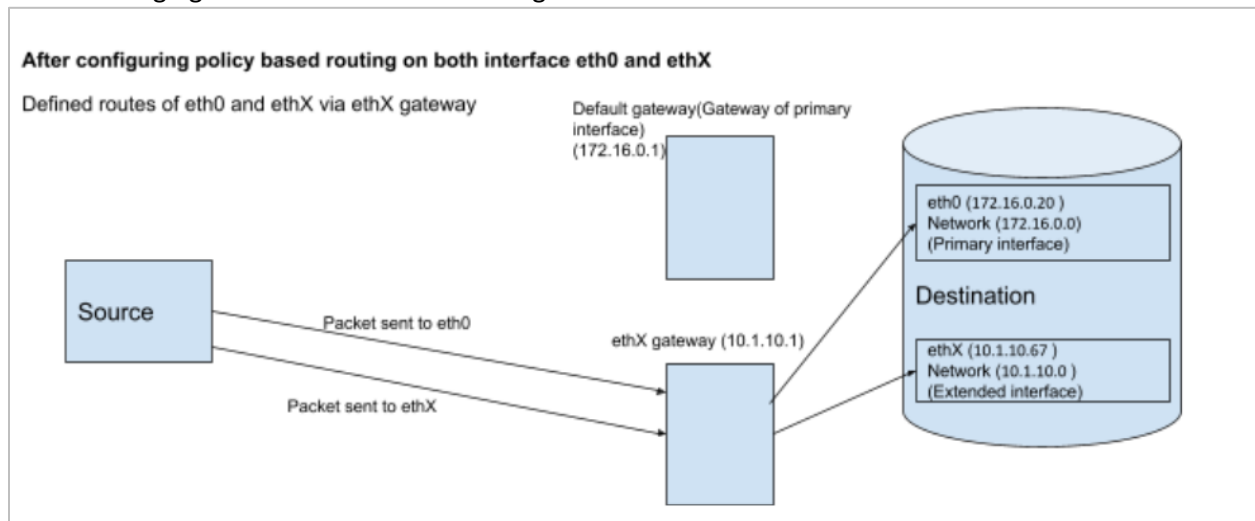 After configuring policy based routing on both interface eth0 and ethX
Defined routes of eth0 and ethX via ethX gateway
Default gateway(Gateway of primary
interface)
(172.16.0.1)
eth0 (172.16.0.20 )
Network (172.16.0.0)
(Primary interface)
Source
Destination
Packet sent to eth0
ethX gateway (10.1.10.1)
ethX (10.1.10.67 )
Network (10.1.10.0 )
(Extended interface)
Packet sent to ethX